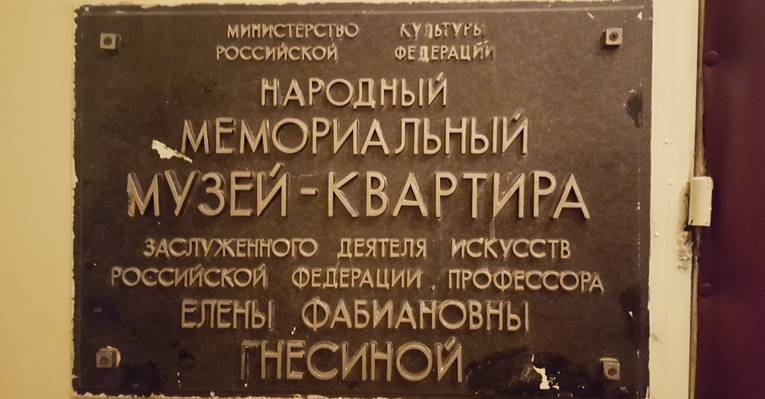 МИНИСТЕРСТВО КУЛЬТУРЫ
РОССИЙСКОЙ ФЕДЕРАЦИИ
НАРОДНЫЙ
МЕМОРИАЛЬНЫЙ
МУЗЕЙ-КВАРТИРА
ЗАСЛУЖЕННОГО ДЕЯТЕЛЯ ИСКУССТВ
РОССИЙСКОЙ ФЕДЕРАЦИИ ПРОФЕССОРА
ЕЛЕНЫ ФАБИАНОВНЫ
ГНЕСИНОЙ